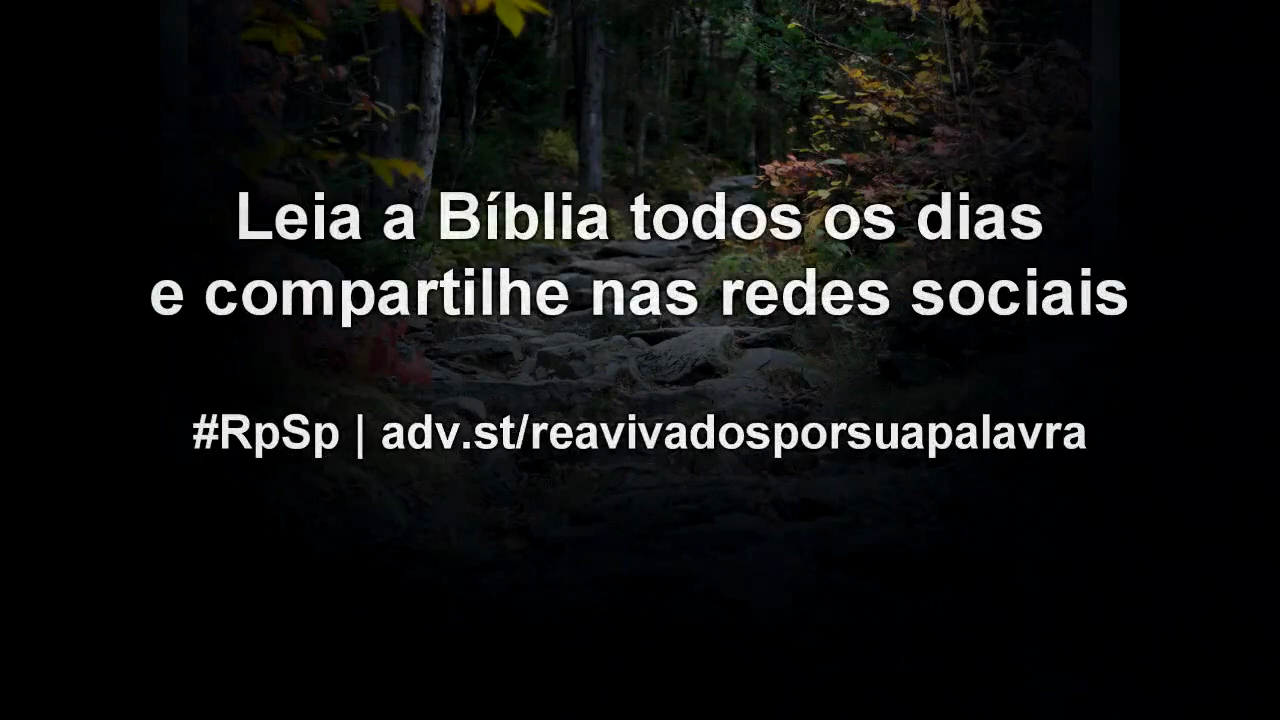 Leia a Bíblia todos os dias
e compartilhe nas redes sociais
#RpSp | adv.st/reavivadosporsuapalavra